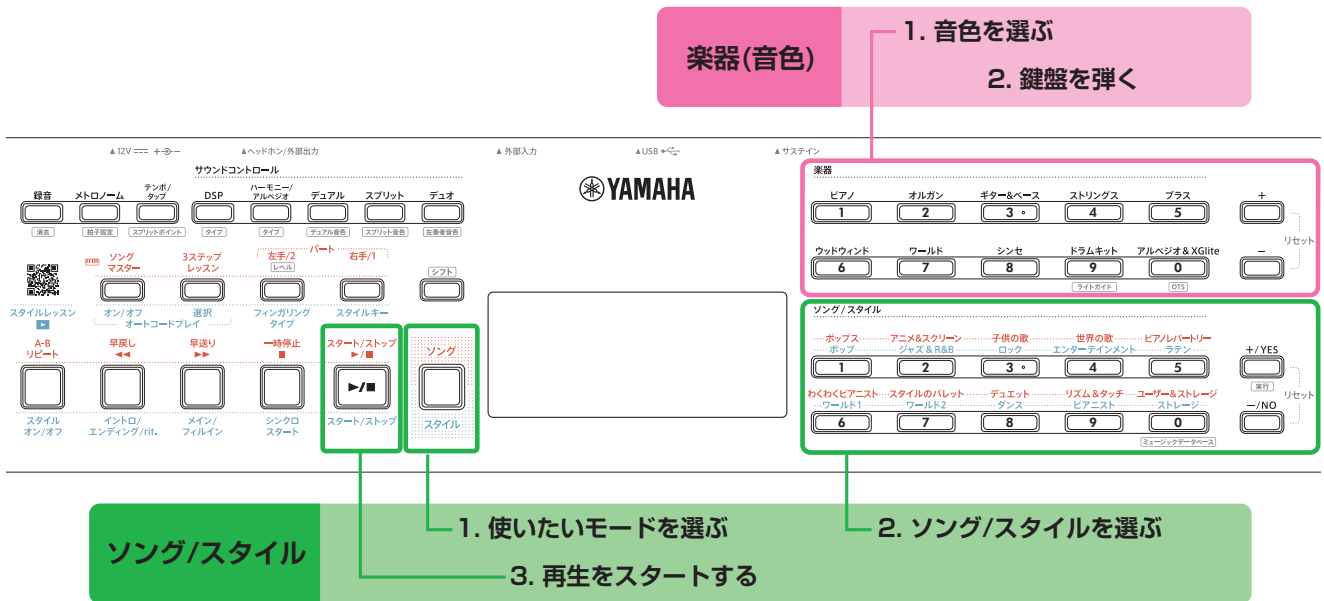 楽器(音色)
1. 音色を選ぶ
2. 鍵盤を弾く
▲12V
▲ヘッドホン/外部出力
▲外部入力
▲USB
▲サステイン
サウンドコントロール
録音
メトロノーム
テンポ/
タップ
DSP
ハーモニー/
アルペジオ
デュアル
スプリット
デュオ
消去
拍子設定
スプリットポイント
タイプ
タイプ
デュアル音色
スプリット音色
左奏者音色
YAMAHA
ソング
マスター
3ステップ
レッスン
パート
左手/2
右手/1
レベル
シフト
スタイルレッスン
オン/オフ
選択
オートコードプレイ
フィンガリング
タイプ
スタイルキー
A-B
リピート
早戻し
◀◀
早送り
▶▶
一時停止
■
スタート/ストップ
▶/■
ソング
▶/■
スタイル
オン/オフ
イントロ/
エンディング/rit.
メイン/
フィルイン
シンクロ
スタート
スタート/ストップ
スタイル
楽器
ピアノ
オルガン
ギター&ベース
ストリングス
ブラス
+
1
2
3
4
5
リセット
ウッドウィンド
ワールド
シンセ
ドラムキット
アルペジオ&XGlite
−
6
7
8
9
0
ライトガイド
OTS
ソング/スタイル
ポップス
アニメ&スクリーン
子供の歌
世界の歌
ピアノレパートリー
ポップ
ジャズ&R&B
ロック
エンターテインメント
ラテン
+/YES
1
2
3
4
5
実行
リセット
わくわくピアニスト
スタイルのパレット
デュエット
リズム&タッチ
ユーザー&ストレージ
ワールド1
ワールド2
ダンス
ピアニスト
ストレージ
−/NO
6
7
8
9
0
ミュージックデータベース
ソング/スタイル
1. 使いたいモードを選ぶ
2. ソング/スタイルを選ぶ
3. 再生をスタートする